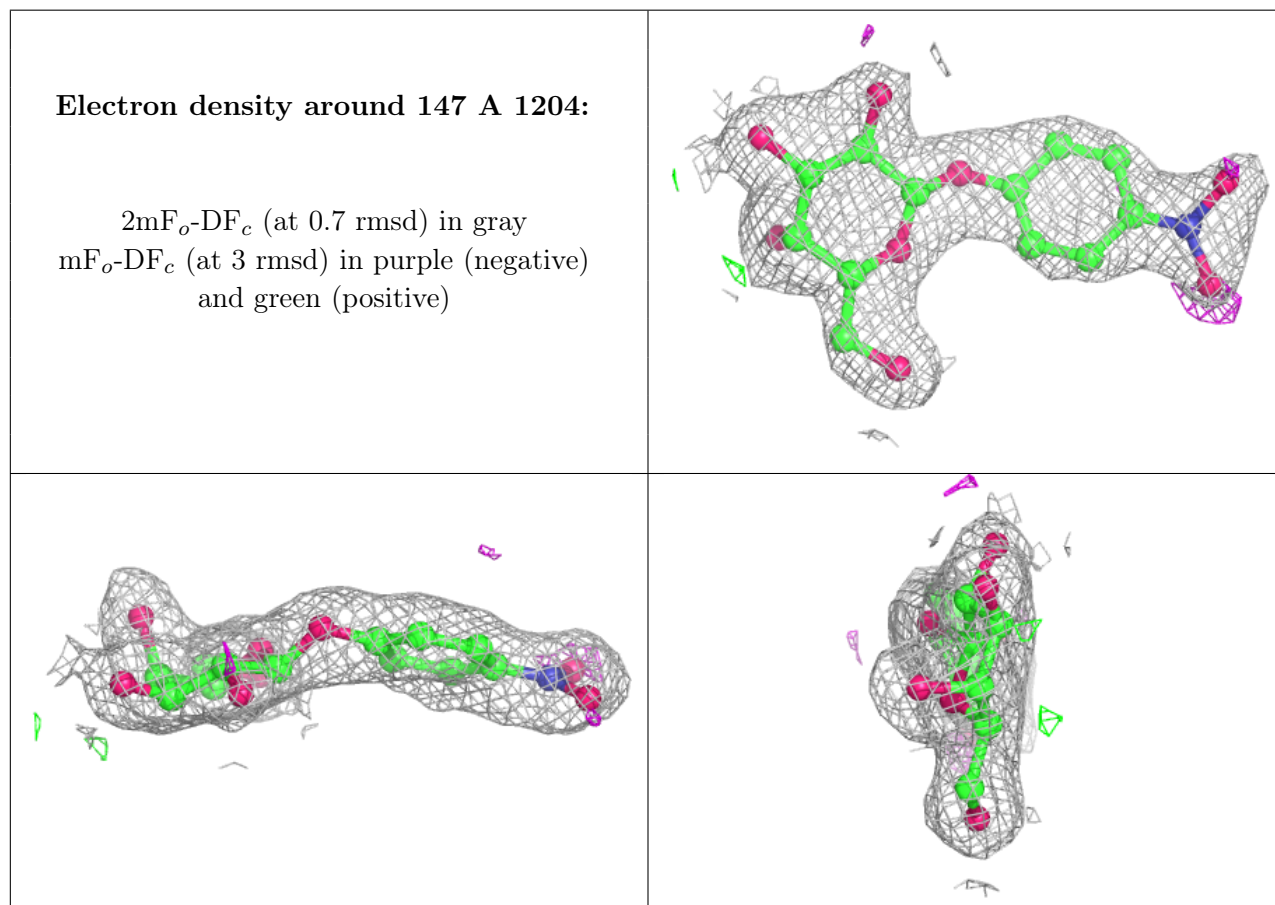 Electron density around 147 A 1204:
2mFo-DFc (at 0.7 rmsd) in gray
mFo-DFc (at 3 rmsd) in purple (negative)
and green (positive)